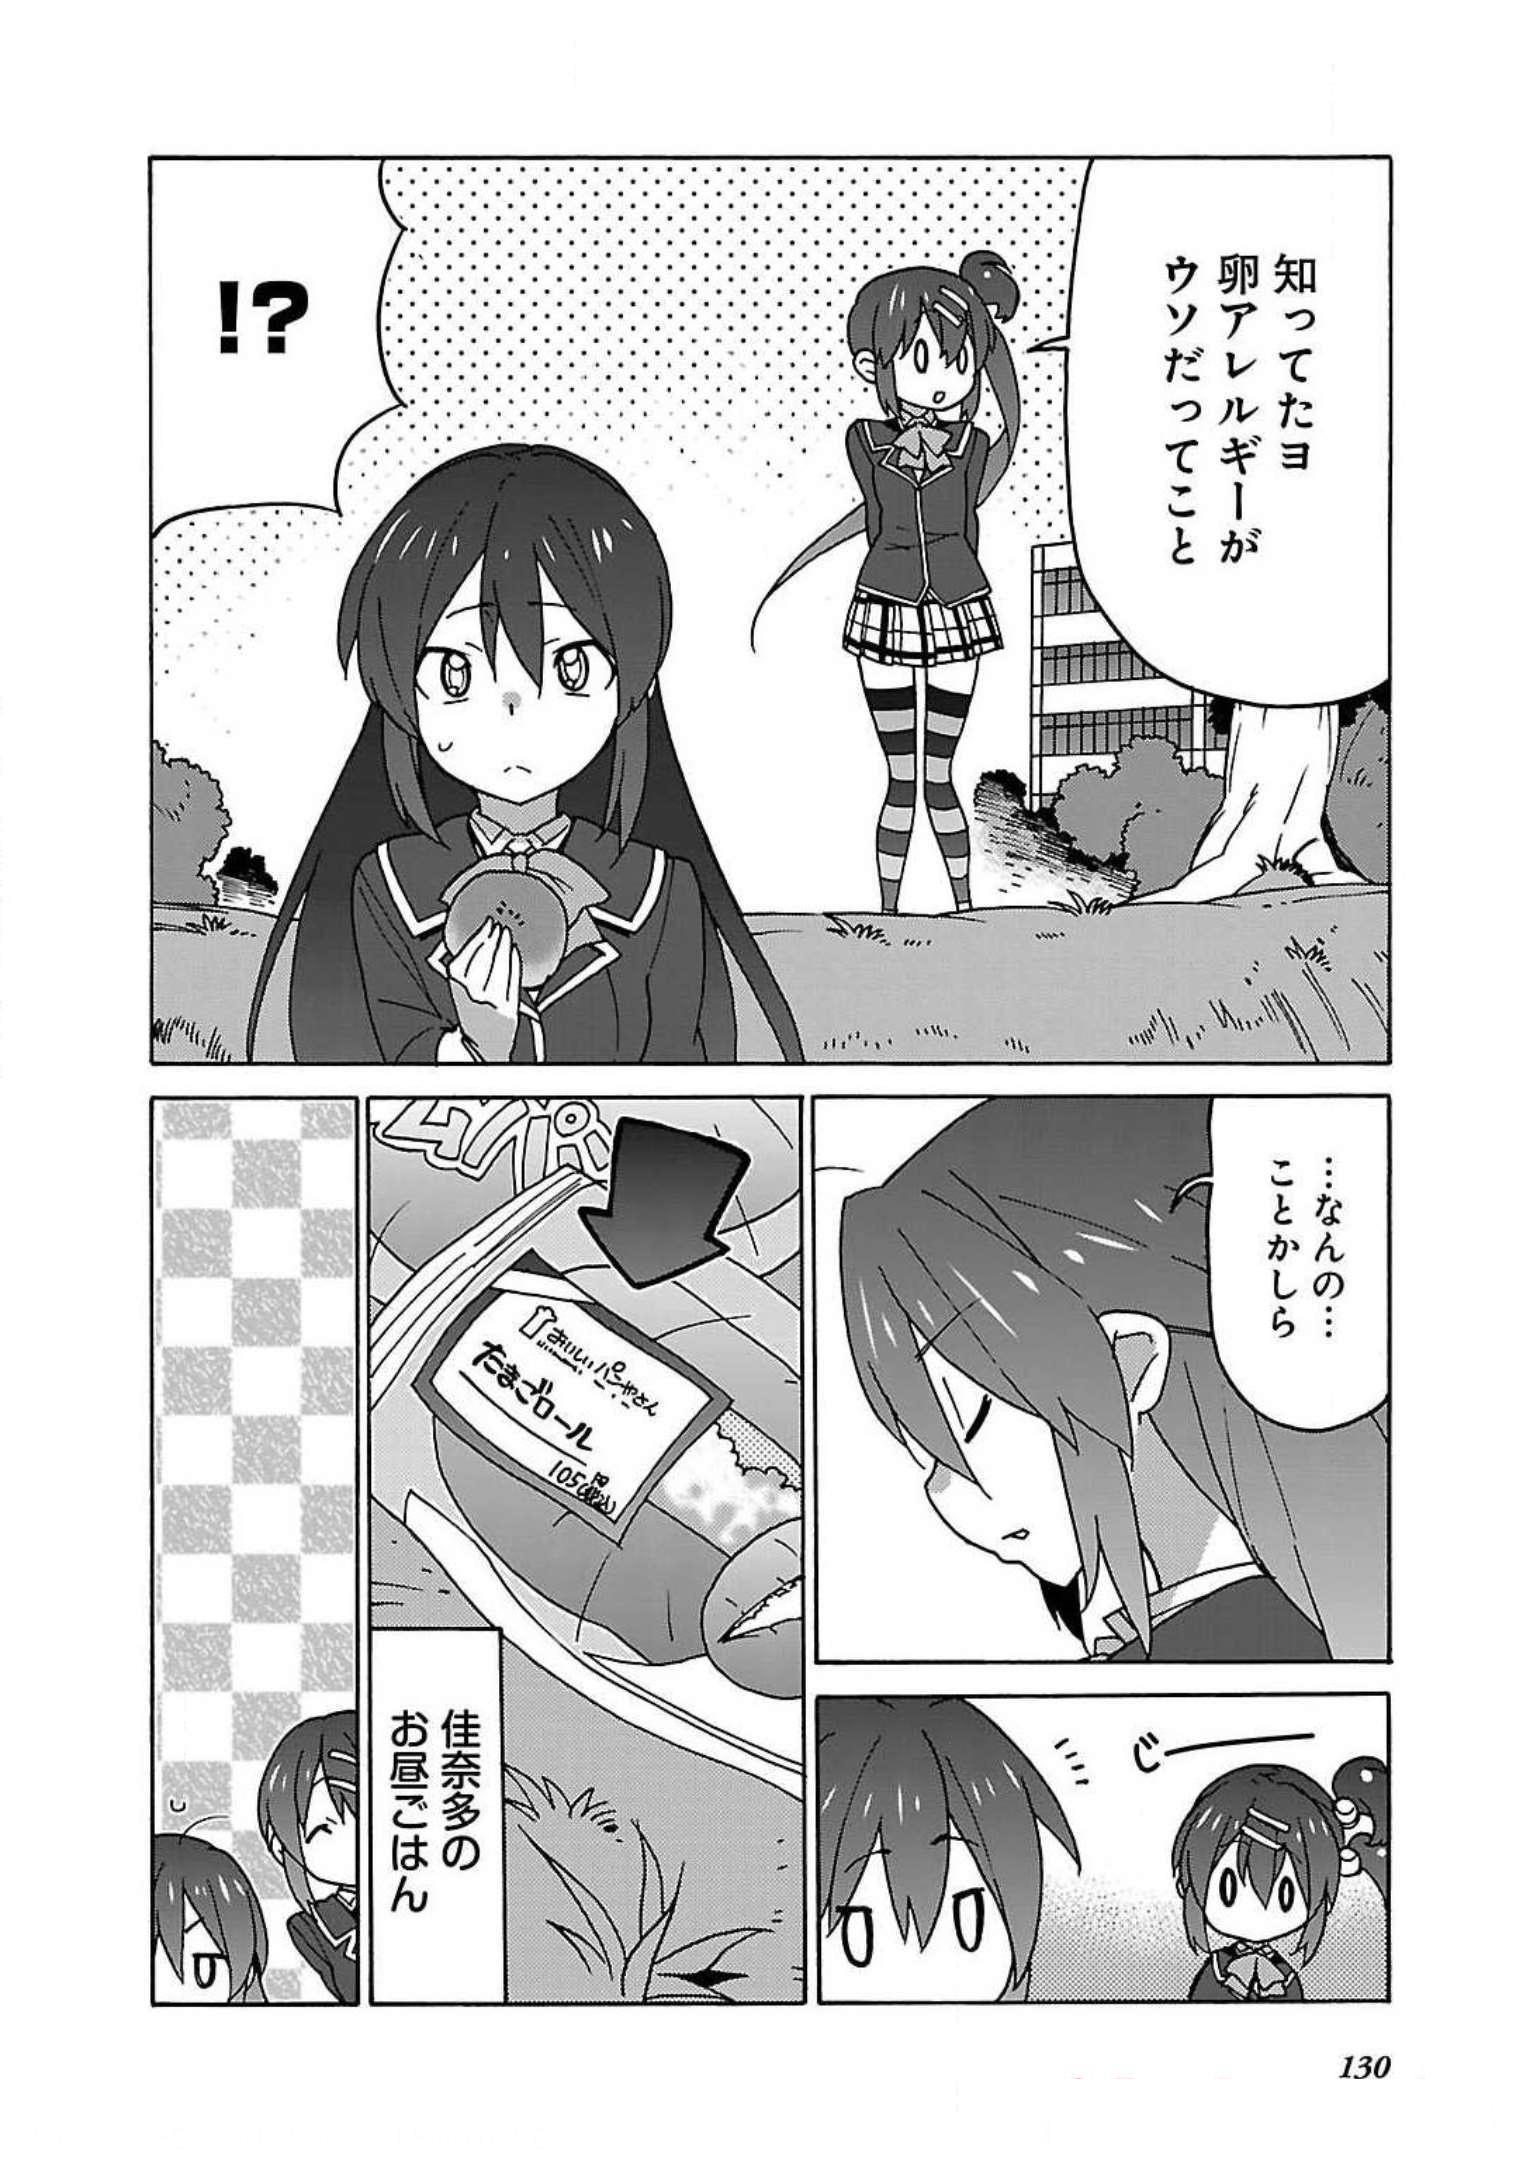 知ってたヨ
卵アレルギーが
ウソだってこと
!?
…なんの…
ことかしら
じーーー
おいしいパンやさん
たまごロール
105円(税込)
佳奈多の
お昼ごはん
130